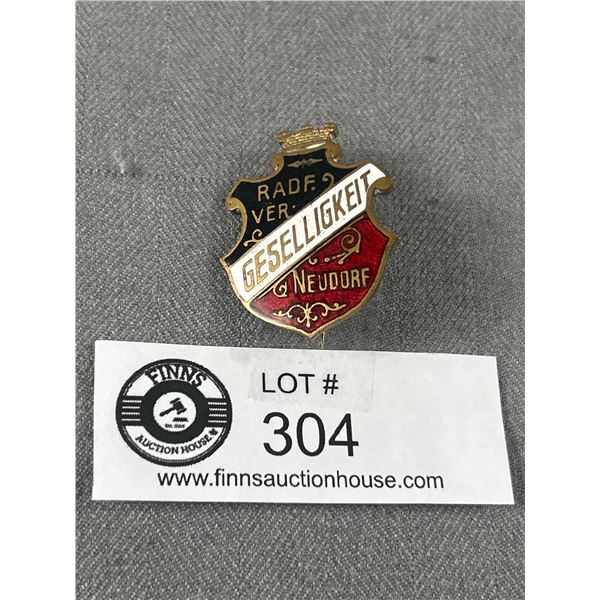 RADF.
VER:
GESELLIGKEIT
NEUDORF
FINNS
AUCTION HOUSE
LOT #
304
www.finnsauctionhouse.com